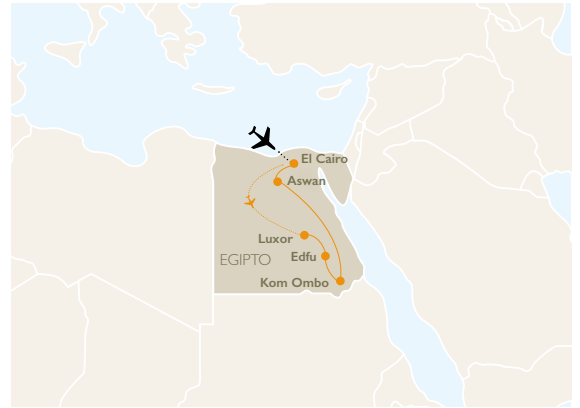 El Cairo
Aswan
Luxor
Edfu
EGIPTO
Kom Ombo